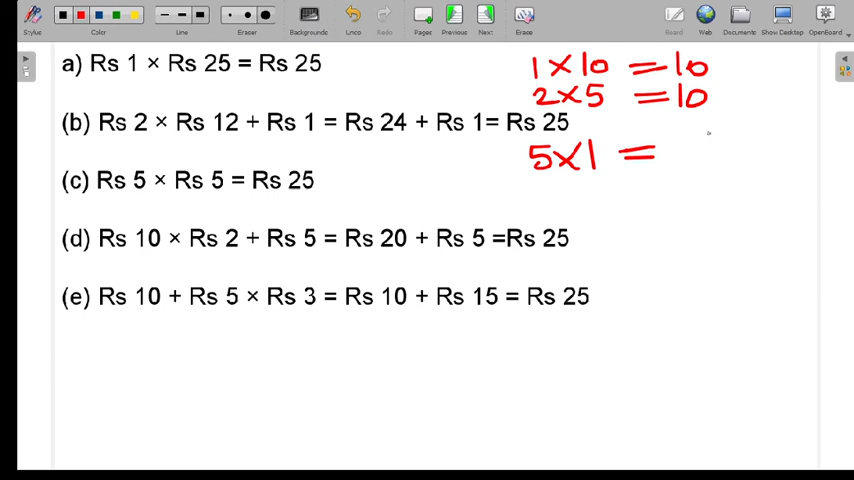 Stylus Color Line Eraser Backgrounds Undo Redo Pages Previous Next Erase Board Web Documents Show Desktop OpenBoard
a) Rs 1 × Rs 25 = Rs 25
1×10 =10
2×5 =10
(b) Rs 2 × Rs 12 + Rs 1 = Rs 24 + Rs 1= Rs 25
5×1 =
(c) Rs 5 × Rs 5 = Rs 25
(d) Rs 10 × Rs 2 + Rs 5 = Rs 20 + Rs 5 =Rs 25
(e) Rs 10 + Rs 5 × Rs 3 = Rs 10 + Rs 15 = Rs 25